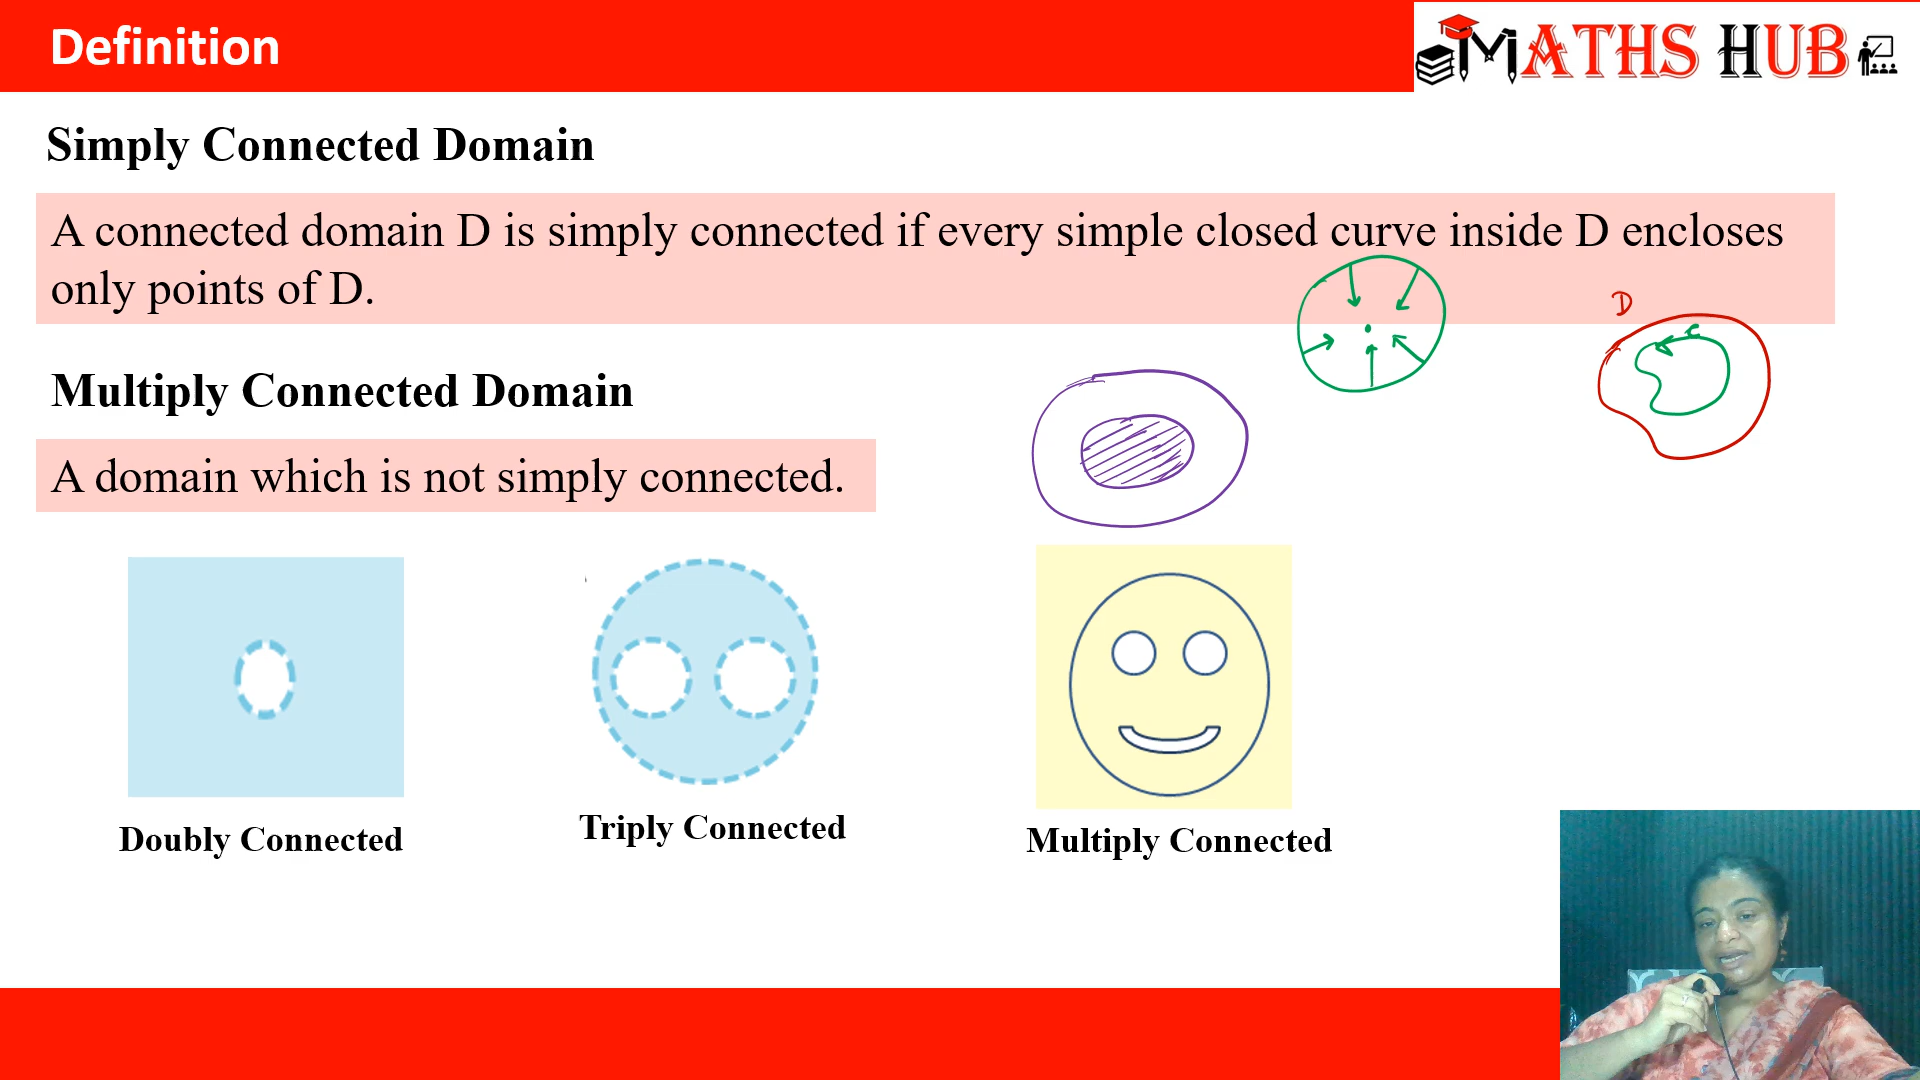 Definition
MATHS HUB
Simply Connected Domain
A connected domain D is simply connected if every simple closed curve inside D encloses
only points of D.
D
C
Multiply Connected Domain
A domain which is not simply connected.
Doubly Connected
Triply Connected
Multiply Connected